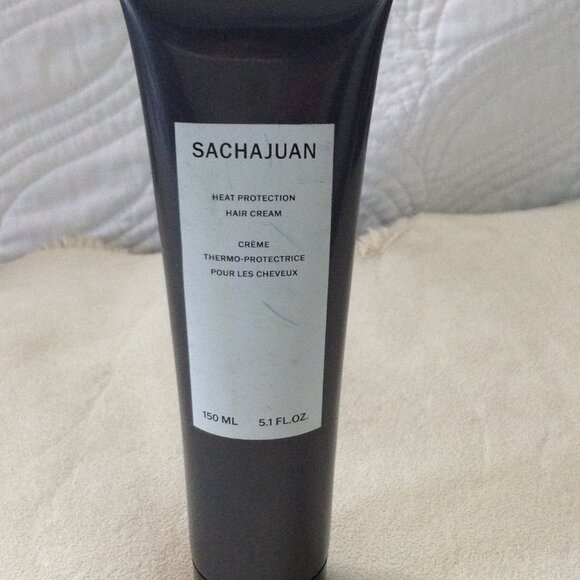 SACHAJUAN
HEAT PROTECTION
HAIR CREAM
CRÈME
THERMO-PROTECTRICE
POUR LES CHEVEUX
150 ML 5.1 FL.OZ.